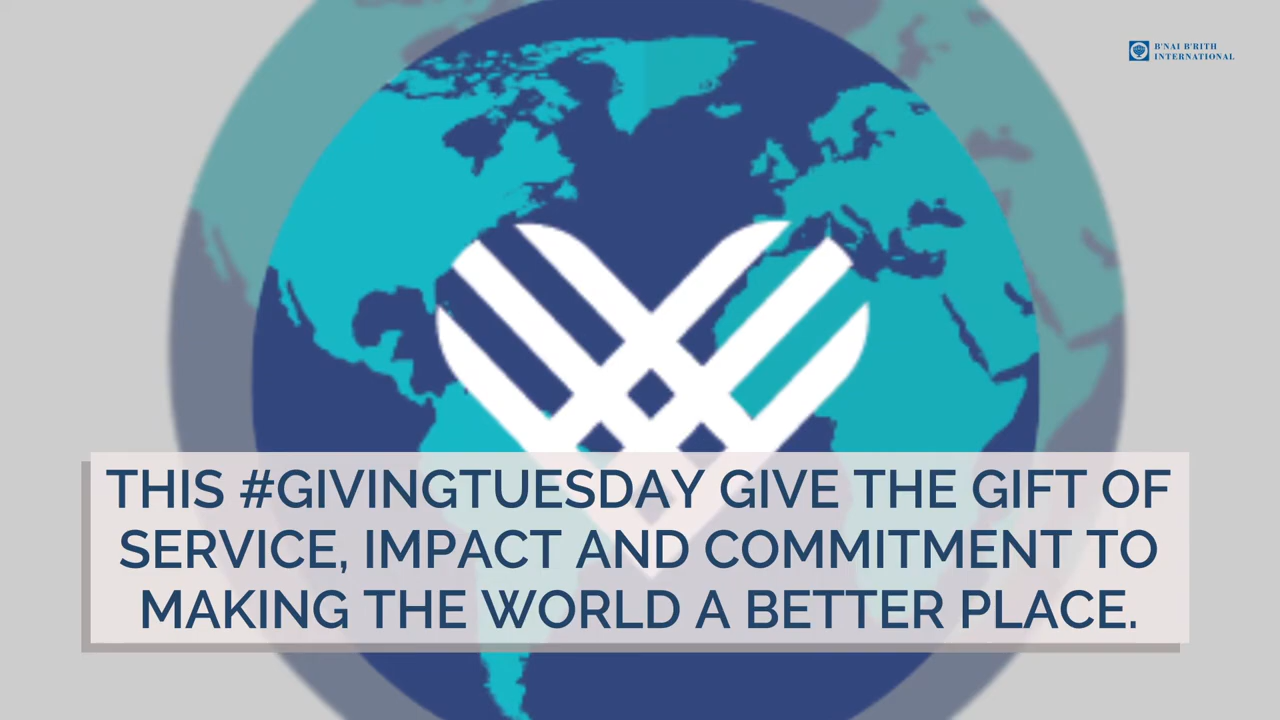 B'NAI B'RITH
INTERNATIONAL
THIS #GIVINGTUESDAY GIVE THE GIFT OF
SERVICE, IMPACT AND COMMITMENT TO
MAKING THE WORLD A BETTER PLACE.